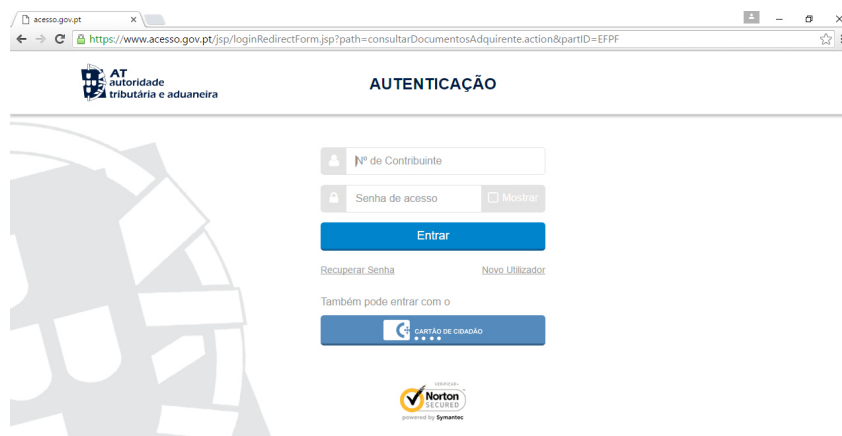 acesso.gov.pt
https://www.acesso.gov.pt/jsp/loginRedirectForm.jsp?path=consultarDocumentosAdquirente.action&partID=EFPF
AT
autoridade
tributária e aduaneira
AUTENTICAÇÃO
Nº de Contribuinte
Senha de acesso
Mostrar
Entrar
Recuperar Senha
Novo Utilizador
Também pode entrar com o
CARTÃO DE CIDADÃO
Norton
SECURED
powered by Symantec